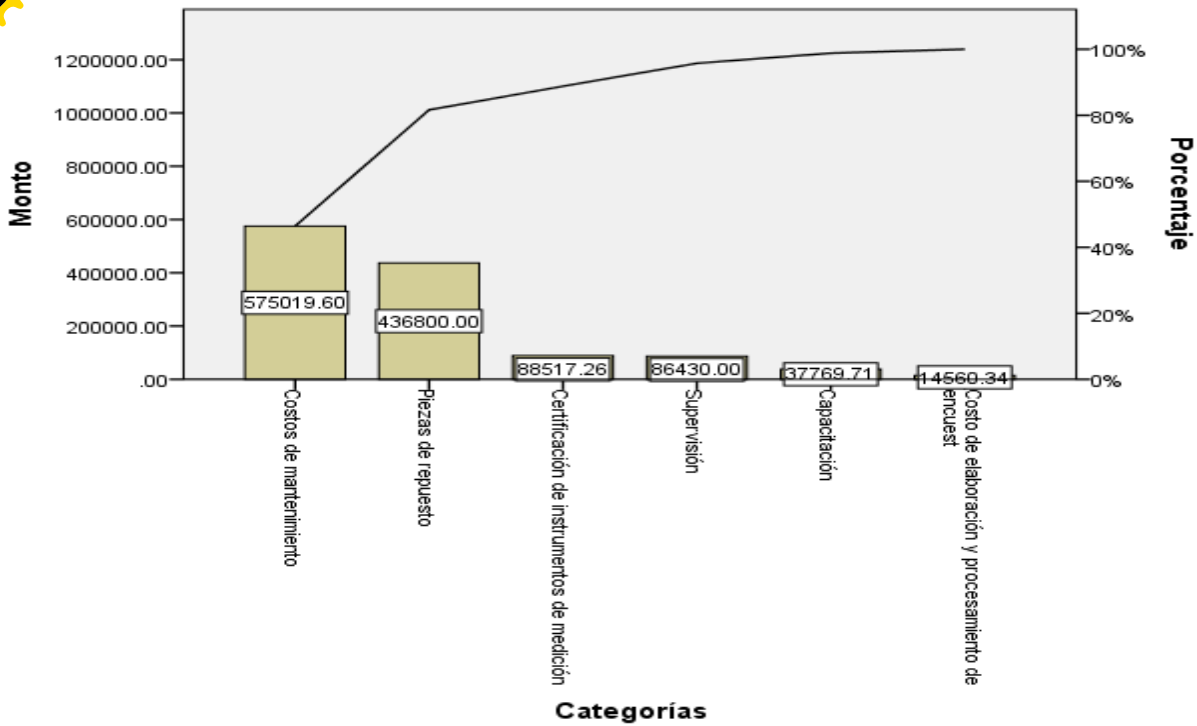 Monto
1200000.00
1000000.00
800000.00
600000.00
400000.00
200000.00
.00
575019.60
436800.00
88517.26
86430.00
37769.71
14560.34
100%
80%
60%
40%
20%
0%
Porcentaje
Costos de mantenimiento
Piezas de repuesto
Certificación de instrumentos de medición
Supervisión
Capacitación
Costo de elaboración y procesamiento de
encuest
Categorías